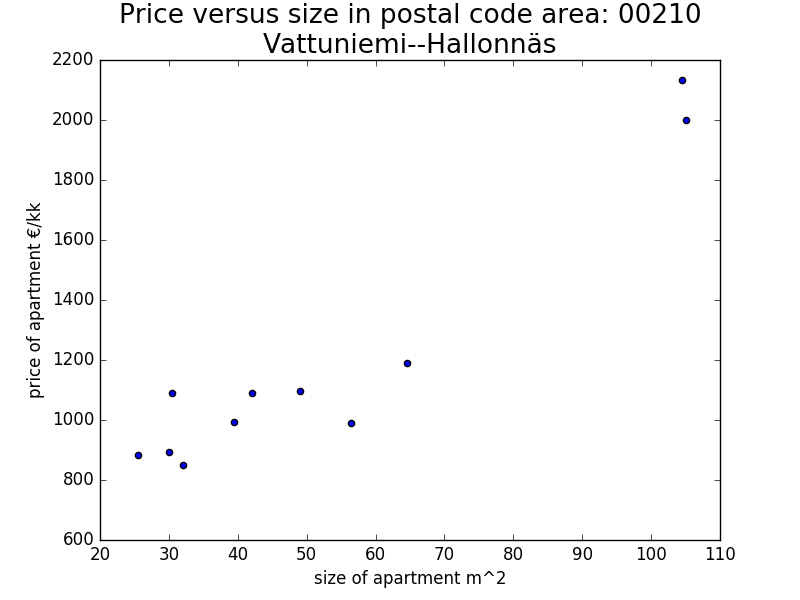 Price versus size in postal code area: 00210
Vattuniemi--Hallonnäs
2200
2000
1800
1600
1400
1200
1000
800
600
price of apartment €/kk
20 30 40 50 60 70 80 90 100 110
size of apartment m^2